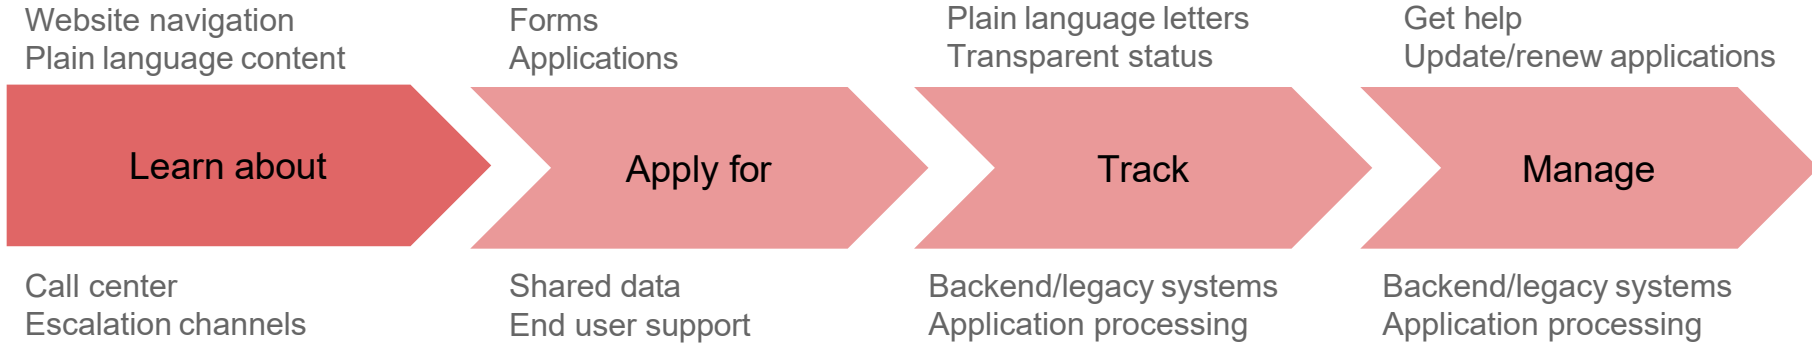 Website navigation
Plain language content
Forms
Applications
Plain language letters
Transparent status
Get help
Update/renew applications
Learn about
Apply for
Track
Manage
Call center
Escalation channels
Shared data
End user support
Backend/legacy systems
Application processing
Backend/legacy systems
Application processing